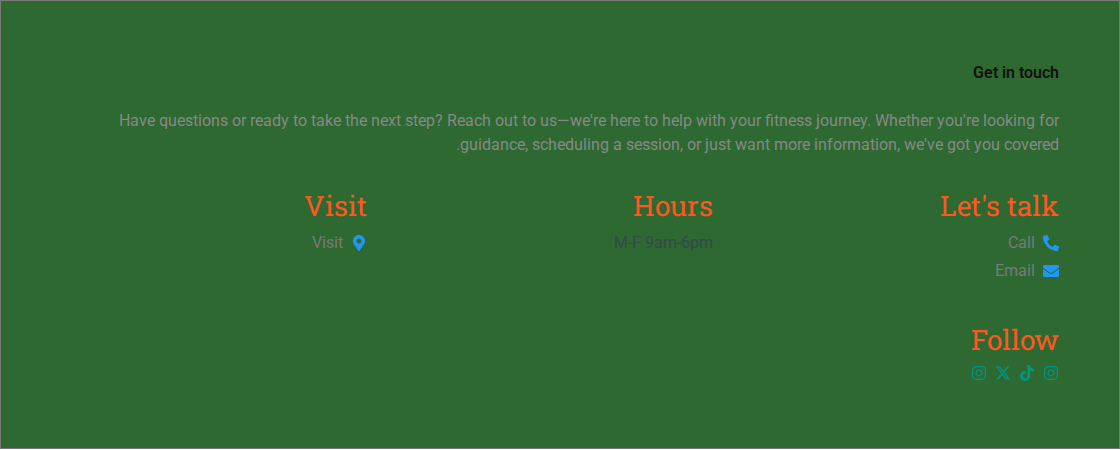 Get in touch
Have questions or ready to take the next step? Reach out to us—we're here to help with your fitness journey. Whether you're looking for
.guidance, scheduling a session, or just want more information, we've got you covered
Let's talk
Call
Email
Hours
M-F 9am-6pm
Visit
Visit
Follow